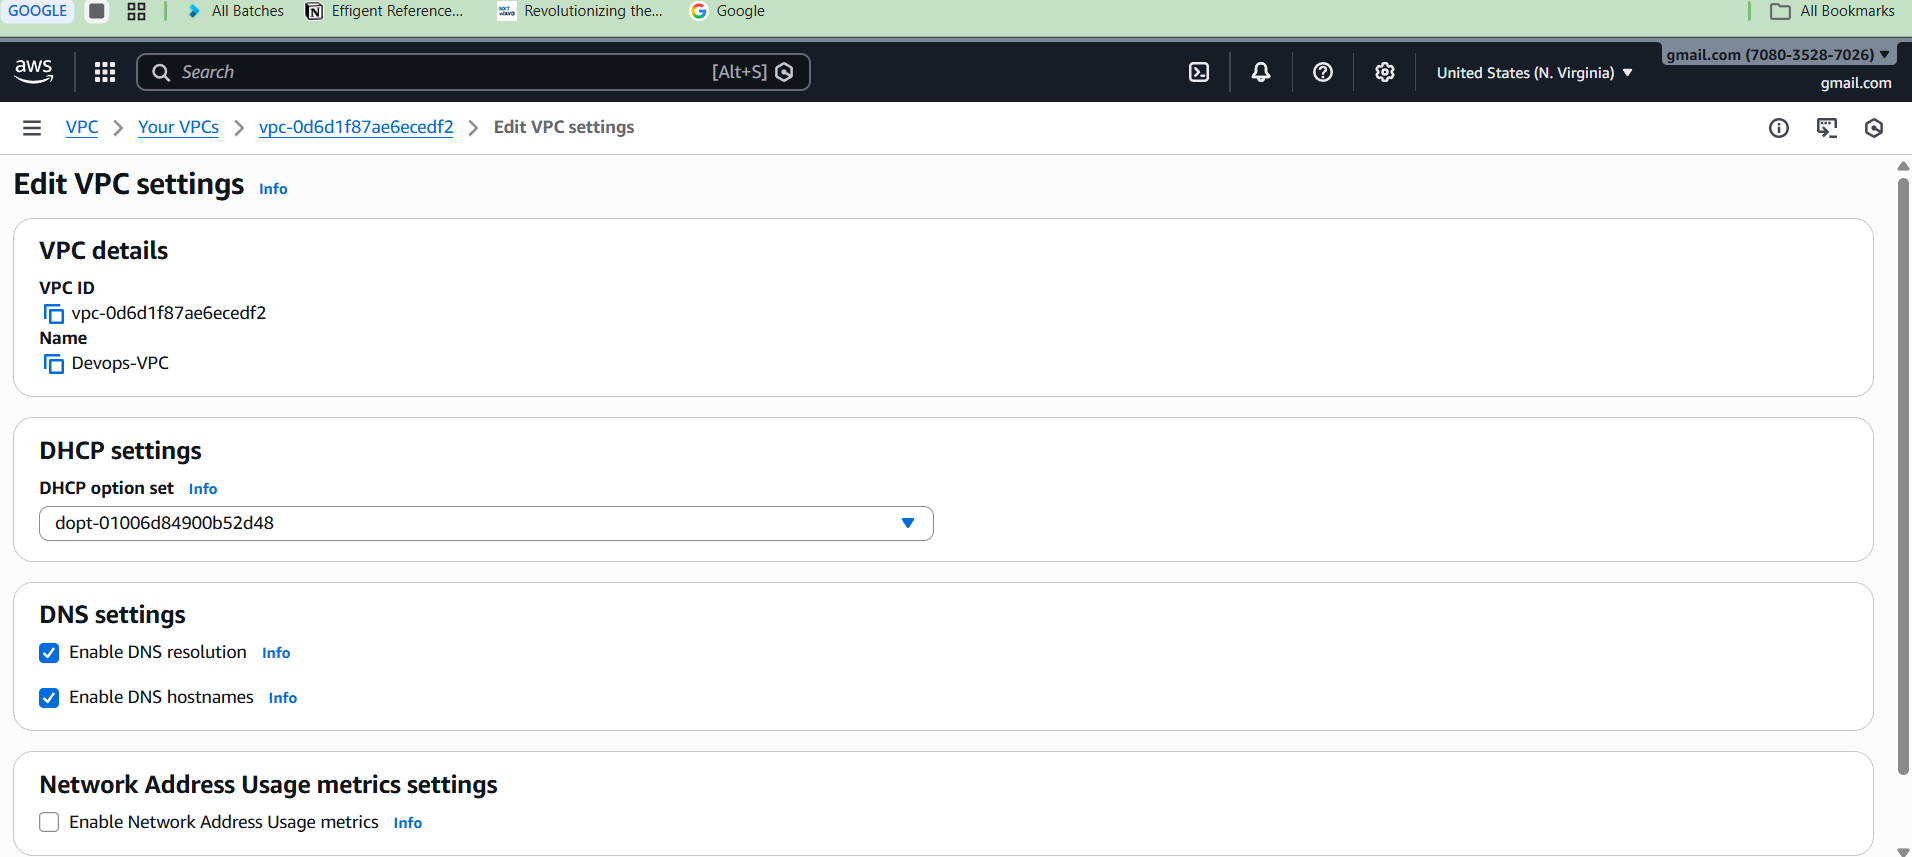 GOOGLE All Batches Effigent Reference... Revolutionizing the... Google All Bookmarks
aws Search [Alt+S] United States (N. Virginia) gmail.com (7080-3528-7026)
gmail.com
VPC Your VPCs vpc-0d6d1f87ae6ecedf2 Edit VPC settings
Edit VPC settings Info
VPC details
VPC ID
vpc-0d6d1f87ae6ecedf2
Name
Devops-VPC
DHCP settings
DHCP option set Info
dopt-01006d84900b52d48
DNS settings
Enable DNS resolution Info
Enable DNS hostnames Info
Network Address Usage metrics settings
Enable Network Address Usage metrics Info